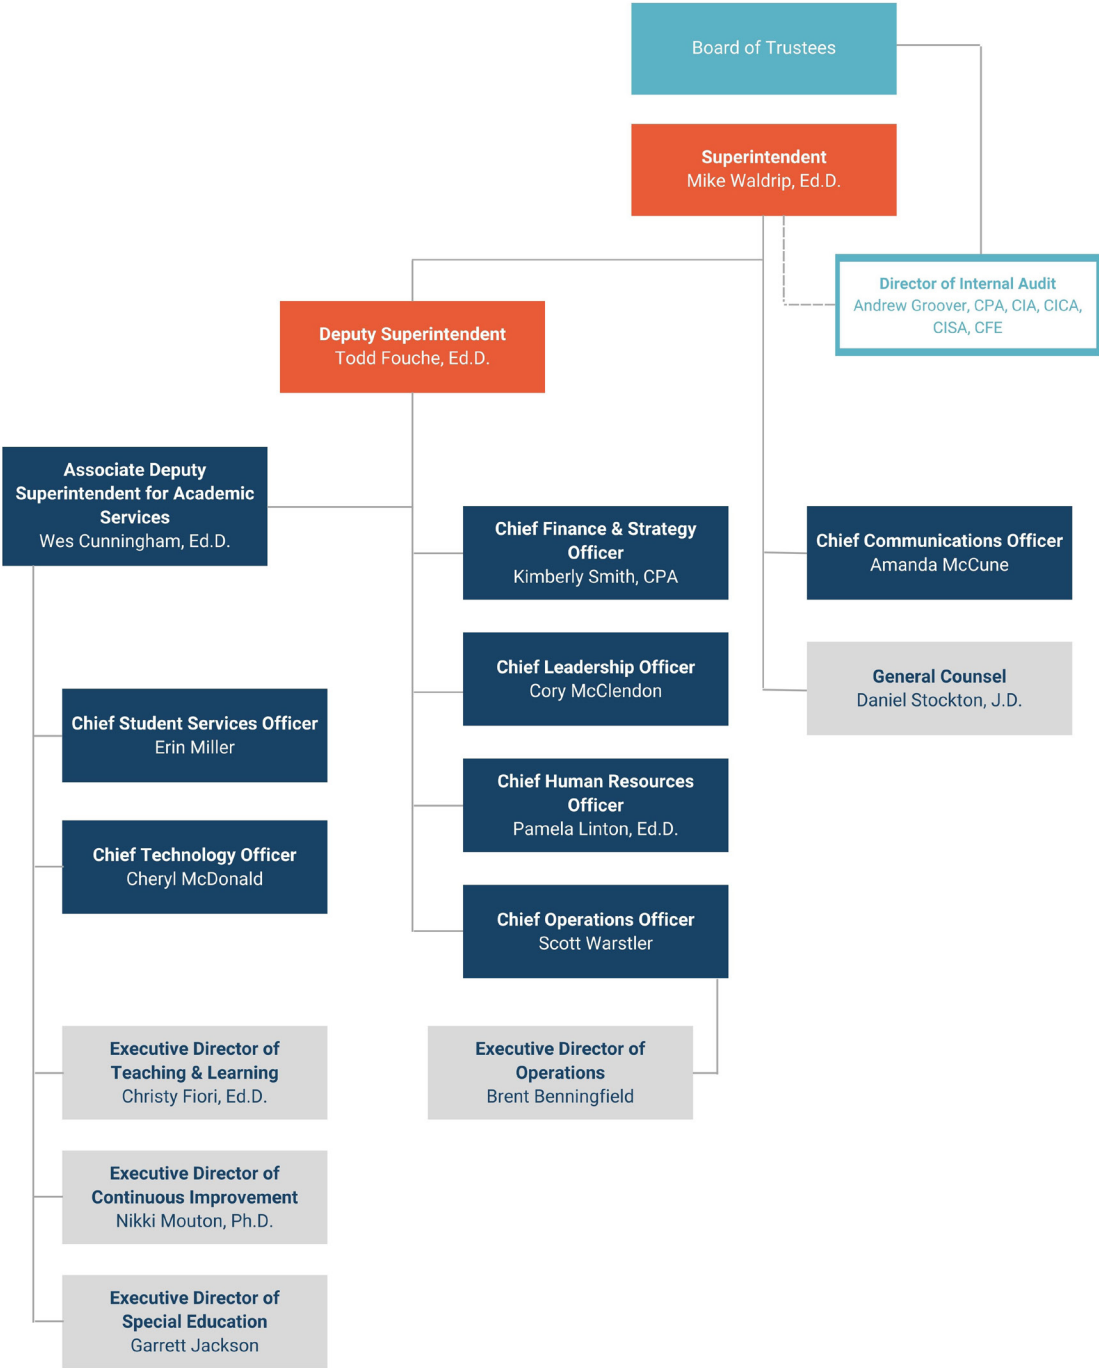 Board of Trustees
Superintendent
Mike Waldrip, Ed.D.
Director of Internal Audit
Andrew Groover, CPA, CIA, CICA,
CISA, CFE
Deputy Superintendent
Todd Fouche, Ed.D.
Associate Deputy
Superintendent for Academic
Services
Wes Cunningham, Ed.D.
Chief Finance & Strategy
Officer
Kimberly Smith, CPA
Chief Communications Officer
Amanda McCune
Chief Leadership Officer
Cory McClendon
General Counsel
Daniel Stockton, J.D.
Chief Student Services Officer
Erin Miller
Chief Human Resources
Officer
Pamela Linton, Ed.D.
Chief Technology Officer
Cheryl McDonald
Chief Operations Officer
Scott Warstler
Executive Director of
Teaching & Learning
Christy Fiori, Ed.D.
Executive Director of
Operations
Brent Benningfield
Executive Director of
Continuous Improvement
Nikki Mouton, Ph.D.
Executive Director of
Special Education
Garrett Jackson